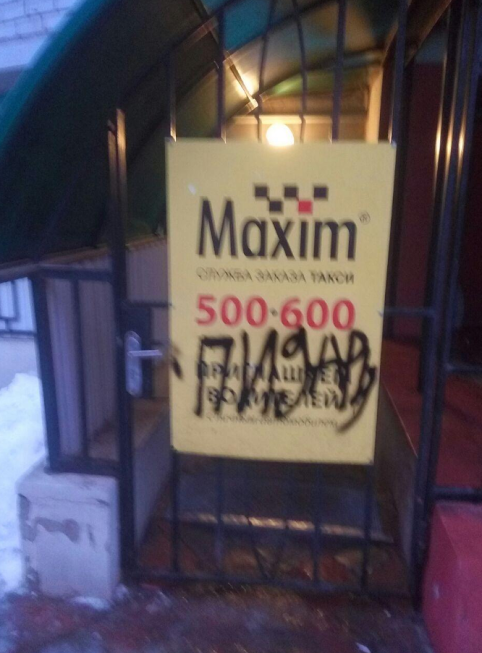 Maxim®
СЛУЖБА ЗАКАЗА ТАКСИ
500·600
ПРИГЛАШАЕМ
ВОДИТЕЛЕЙ